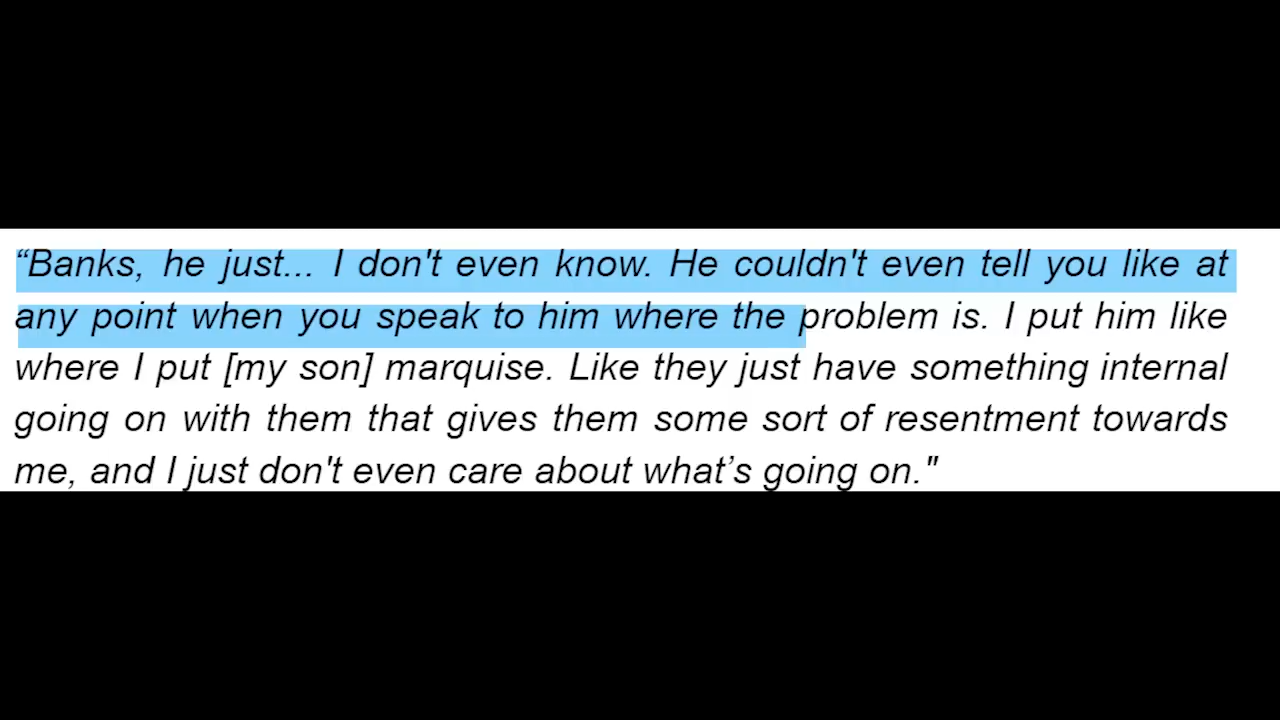 “Banks, he just... I don't even know. He couldn't even tell you like at
any point when you speak to him where the problem is. I put him like
where I put [my son] marquise. Like they just have something internal
going on with them that gives them some sort of resentment towards
me, and I just don't even care about what’s going on."